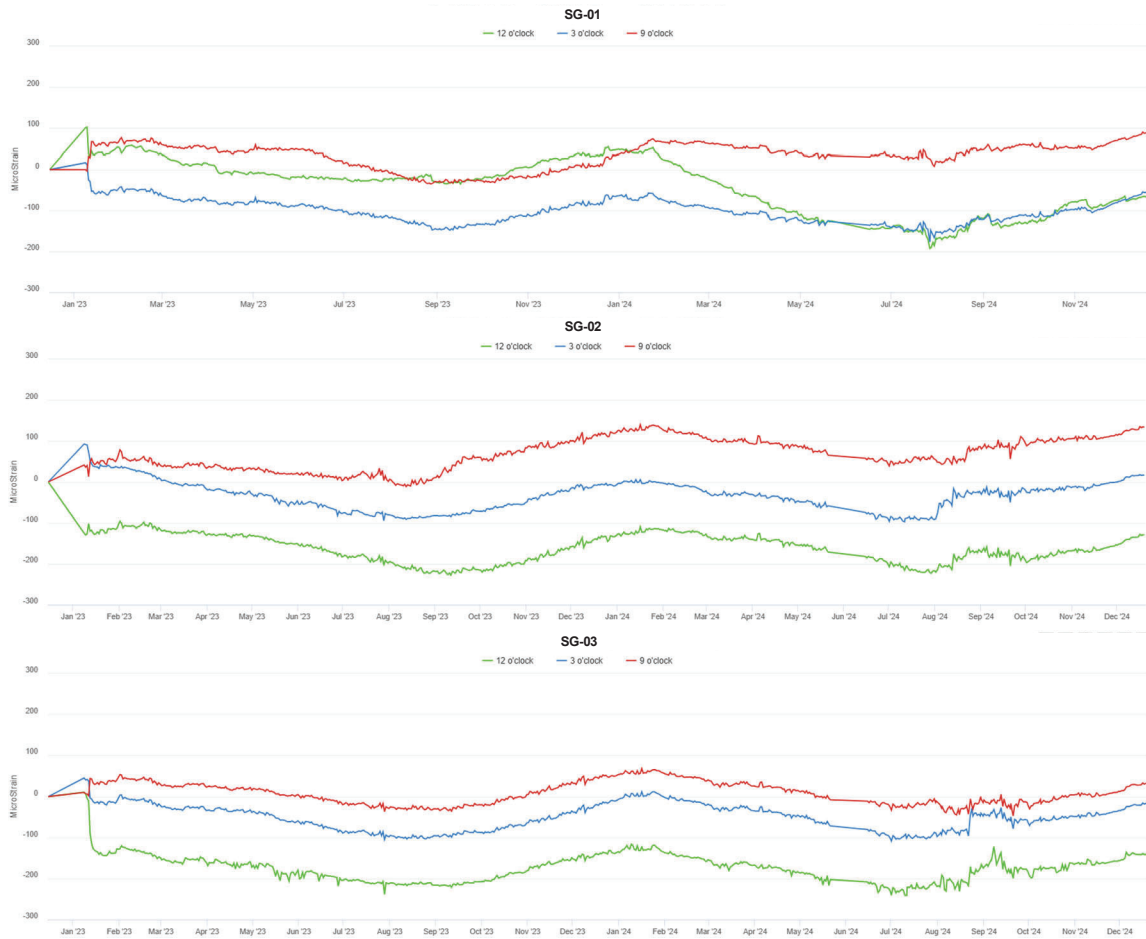 SG-01
12 o'clock 3 o'clock 9 o'clock
300
200
100
0
-100
-200
-300
MicroStrain
Jan '23 Mar '23 May '23 Jul '23 Sep '23 Nov '23 Jan '24 Mar '24 May '24 Jul '24 Sep '24 Nov '24
SG-02
12 o'clock 3 o'clock 9 o'clock
300
200
100
0
-100
-200
-300
MicroStrain
Jan '23 Feb '23 Mar '23 Apr '23 May '23 Jun '23 Jul '23 Aug '23 Sep '23 Oct '23 Nov '23 Dec '23 Jan '24 Feb '24 Mar '24 Apr '24 May '24 Jun '24 Jul '24 Aug '24 Sep '24 Oct '24 Nov '24 Dec '24
SG-03
12 o'clock 3 o'clock 9 o'clock
300
200
100
0
-100
-200
-300
MicroStrain
Jan '23 Feb '23 Mar '23 Apr '23 May '23 Jun '23 Jul '23 Aug '23 Sep '23 Oct '23 Nov '23 Dec '23 Jan '24 Feb '24 Mar '24 Apr '24 May '24 Jun '24 Jul '24 Aug '24 Sep '24 Oct '24 Nov '24 Dec '24